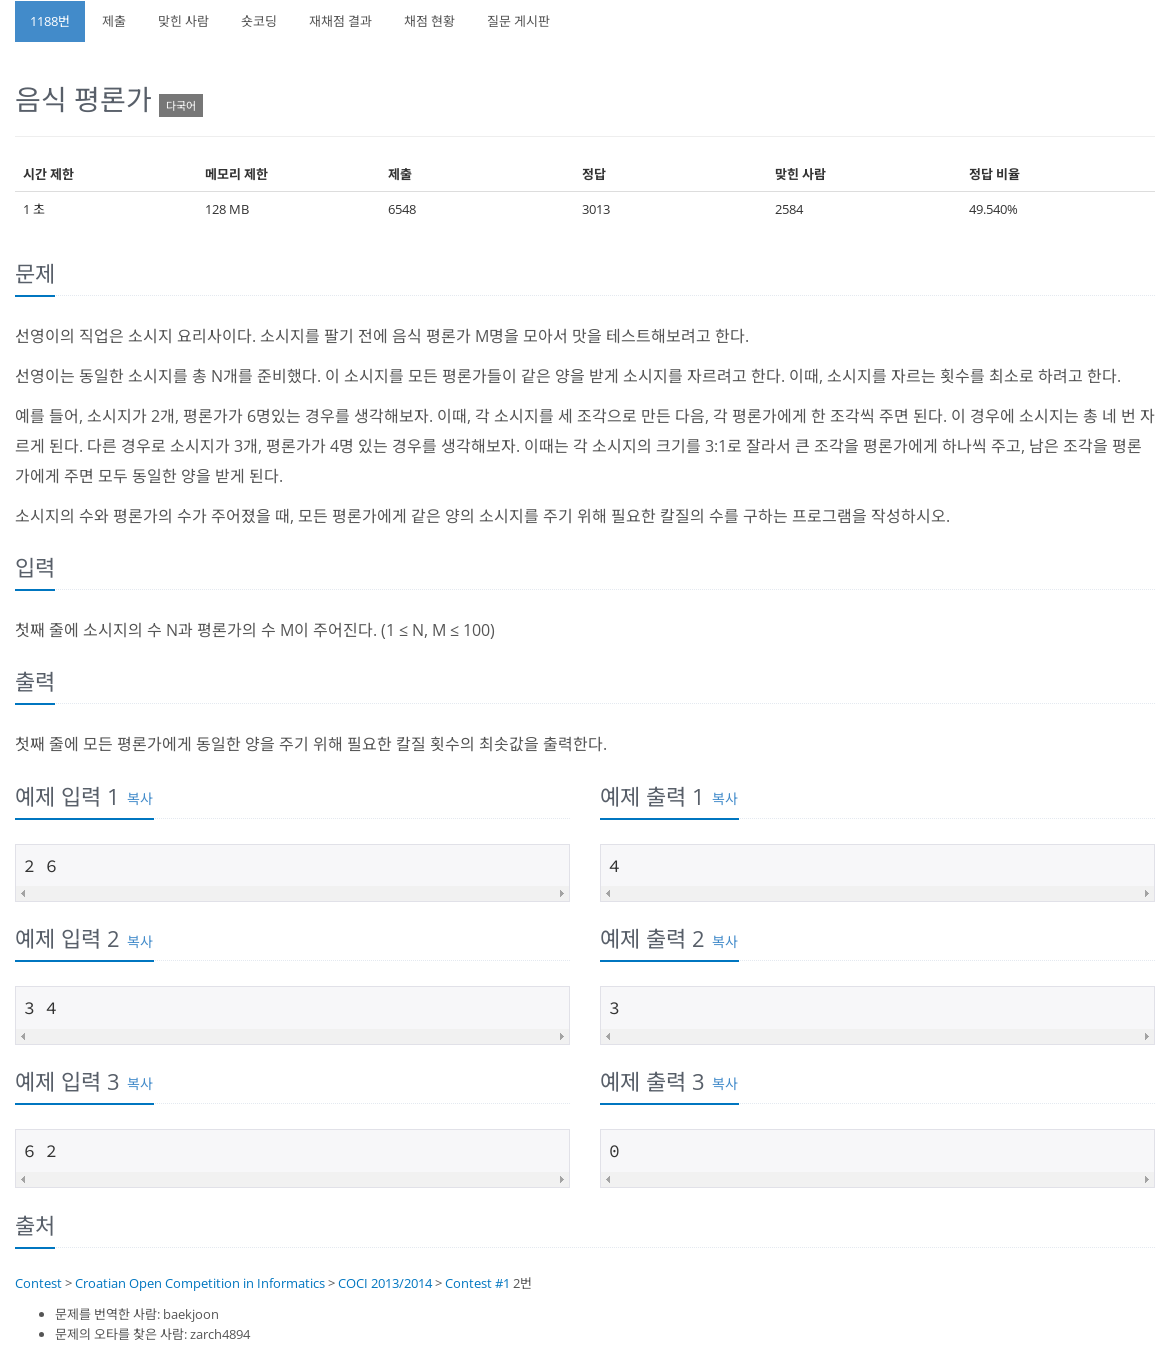 1188번 제출 맞힌 사람 숏코딩 재채점 결과 채점 현황 질문 게시판
음식 평론가 다국어
시간 제한 메모리 제한 제출 정답 맞힌 사람 정답 비율
1 초 128 MB 6548 3013 2584 49.540%
문제
선영이의 직업은 소시지 요리사이다. 소시지를 팔기 전에 음식 평론가 M명을 모아서 맛을 테스트해보려고 한다.
선영이는 동일한 소시지를 총 N개를 준비했다. 이 소시지를 모든 평론가들이 같은 양을 받게 소시지를 자르려고 한다. 이때, 소시지를 자르는 횟수를 최소로 하려고 한다.
예를 들어, 소시지가 2개, 평론가가 6명있는 경우를 생각해보자. 이때, 각 소시지를 세 조각으로 만든 다음, 각 평론가에게 한 조각씩 주면 된다. 이 경우에 소시지는 총 네 번 자
르게 된다. 다른 경우로 소시지가 3개, 평론가가 4명 있는 경우를 생각해보자. 이때는 각 소시지의 크기를 3:1로 잘라서 큰 조각을 평론가에게 하나씩 주고, 남은 조각을 평론
가에게 주면 모두 동일한 양을 받게 된다.
소시지의 수와 평론가의 수가 주어졌을 때, 모든 평론가에게 같은 양의 소시지를 주기 위해 필요한 칼질의 수를 구하는 프로그램을 작성하시오.
입력
첫째 줄에 소시지의 수 N과 평론가의 수 M이 주어진다. (1 ≤ N, M ≤ 100)
출력
첫째 줄에 모든 평론가에게 동일한 양을 주기 위해 필요한 칼질 횟수의 최솟값을 출력한다.
예제 입력 1 복사
2 6
예제 출력 1 복사
4
예제 입력 2 복사
3 4
예제 출력 2 복사
3
예제 입력 3 복사
6 2
예제 출력 3 복사
0
출처
Contest > Croatian Open Competition in Informatics > COCI 2013/2014 > Contest #1 2번
문제를 번역한 사람: baekjoon
문제의 오타를 찾은 사람: zarch4894